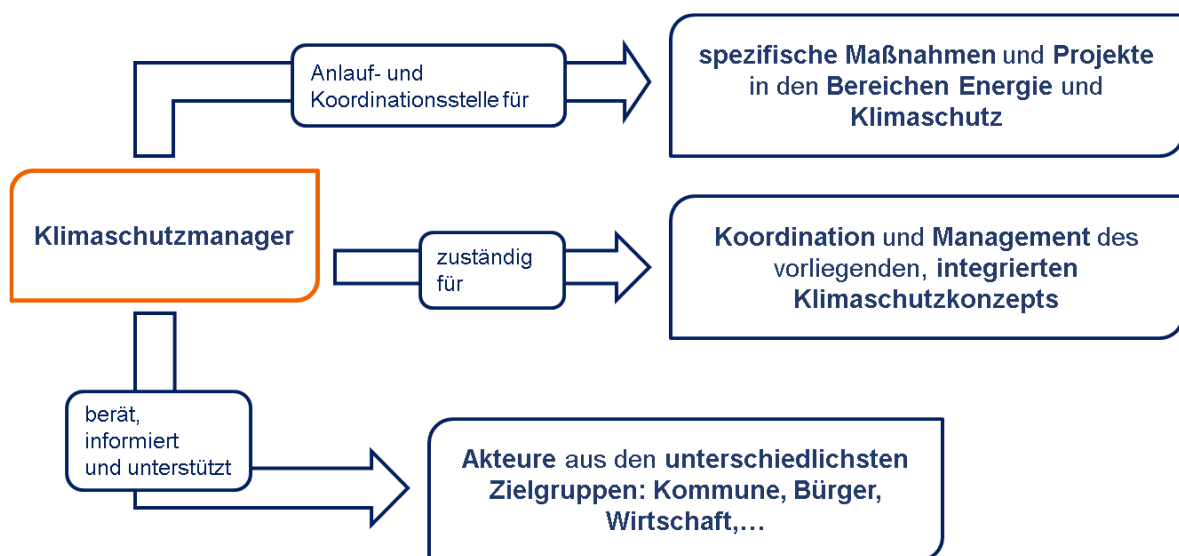 Anlauf- und
Koordinationsstelle für
spezifische Maßnahmen und Projekte
in den Bereichen Energie und
Klimaschutz
Klimaschutzmanager
zuständig
für
Koordination und Management des
vorliegenden, integrierten
Klimaschutzkonzepts
berät,
informiert
und unterstützt
Akteure aus den unterschiedlichsten
Zielgruppen: Kommune, Bürger,
Wirtschaft,…